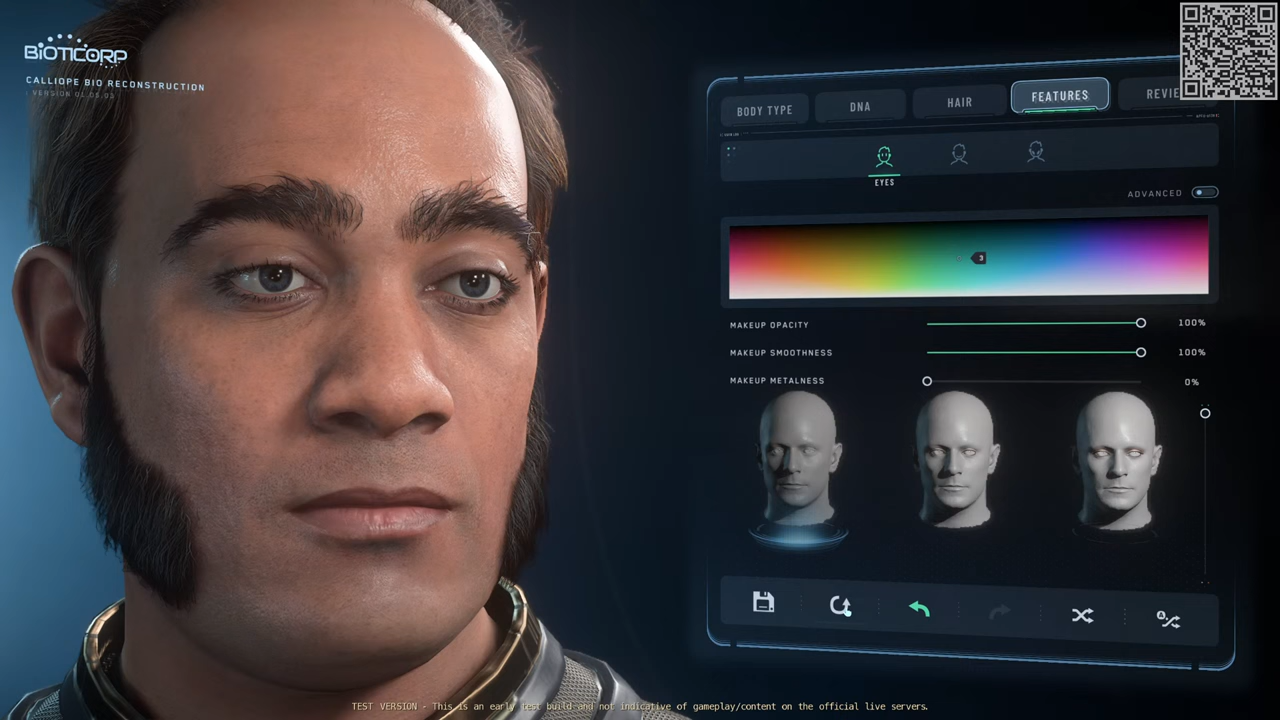 BIOTICORP
CALLIOPE BIO RECONSTRUCTION
BODY TYPE
DNA
HAIR
FEATURES
EYES
ADVANCED
3
MAKEUP OPACITY 100%
MAKEUP SMOOTHNESS 100%
MAKEUP METALNESS 0%
TEST VERSION - This is an early test build and not indicative of gameplay/content on the official live servers.